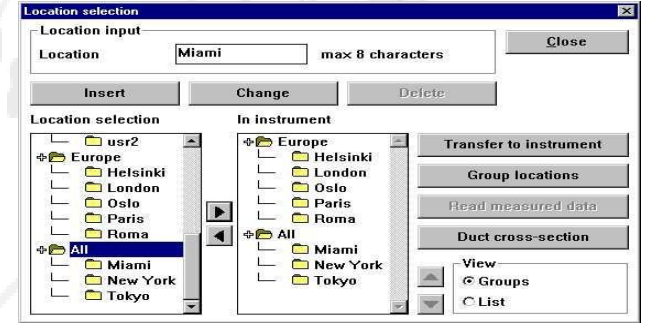 Location selection
Location input
Location Miami max 8 characters
Close
Insert Change Delete
Location selection
usr2
Europe
Helsinki
London
Oslo
Paris
Roma
All
Miami
New York
Tokyo
In instrument
Europe
Helsinki
London
Oslo
Paris
Roma
All
Miami
New York
Tokyo
Transfer to instrument
Group locations
Read measured data
Duct cross-section
View
Groups
List